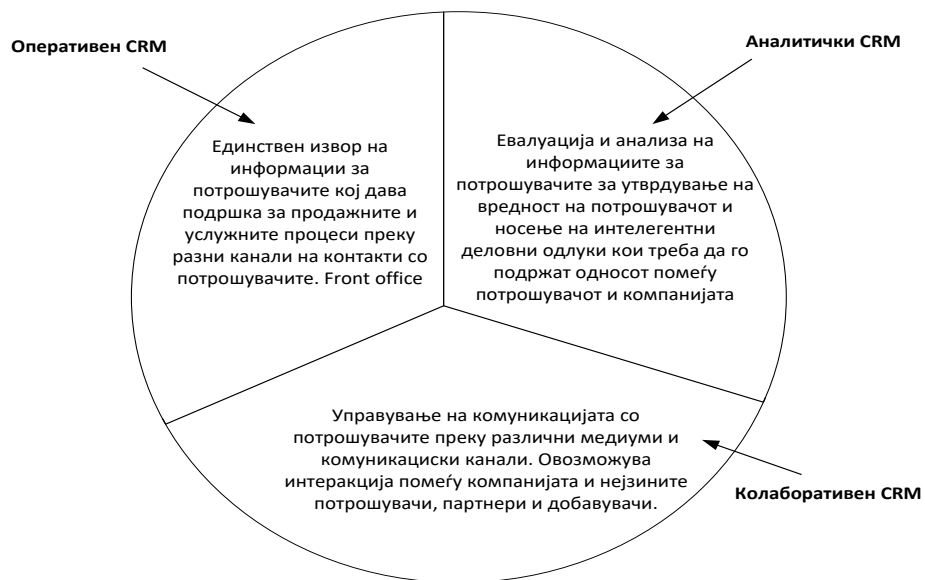 Оперативен CRM
Аналитички CRM
Единствен извор на
информации за
потрошувачите кој дава
подршка за продажните и
услужните процеси преку
разни канали на контакти со
потрошувачите. Front office
Евалуација и анализа на
информациите за
потрошувачите за утврдување на
вредност на потрошувачот и
носење на интелегентни
деловни одлуки кои треба да го
подржат односот помеѓу
потрошувачот и компанијата
Управување на комуникацијата со
потрошувачите преку различни медиуми и
комуникациски канали. Овозможува
интеракција помеѓу компанијата и нејзините
потрошувачи, партнери и добавувачи.
Колаборативен CRM